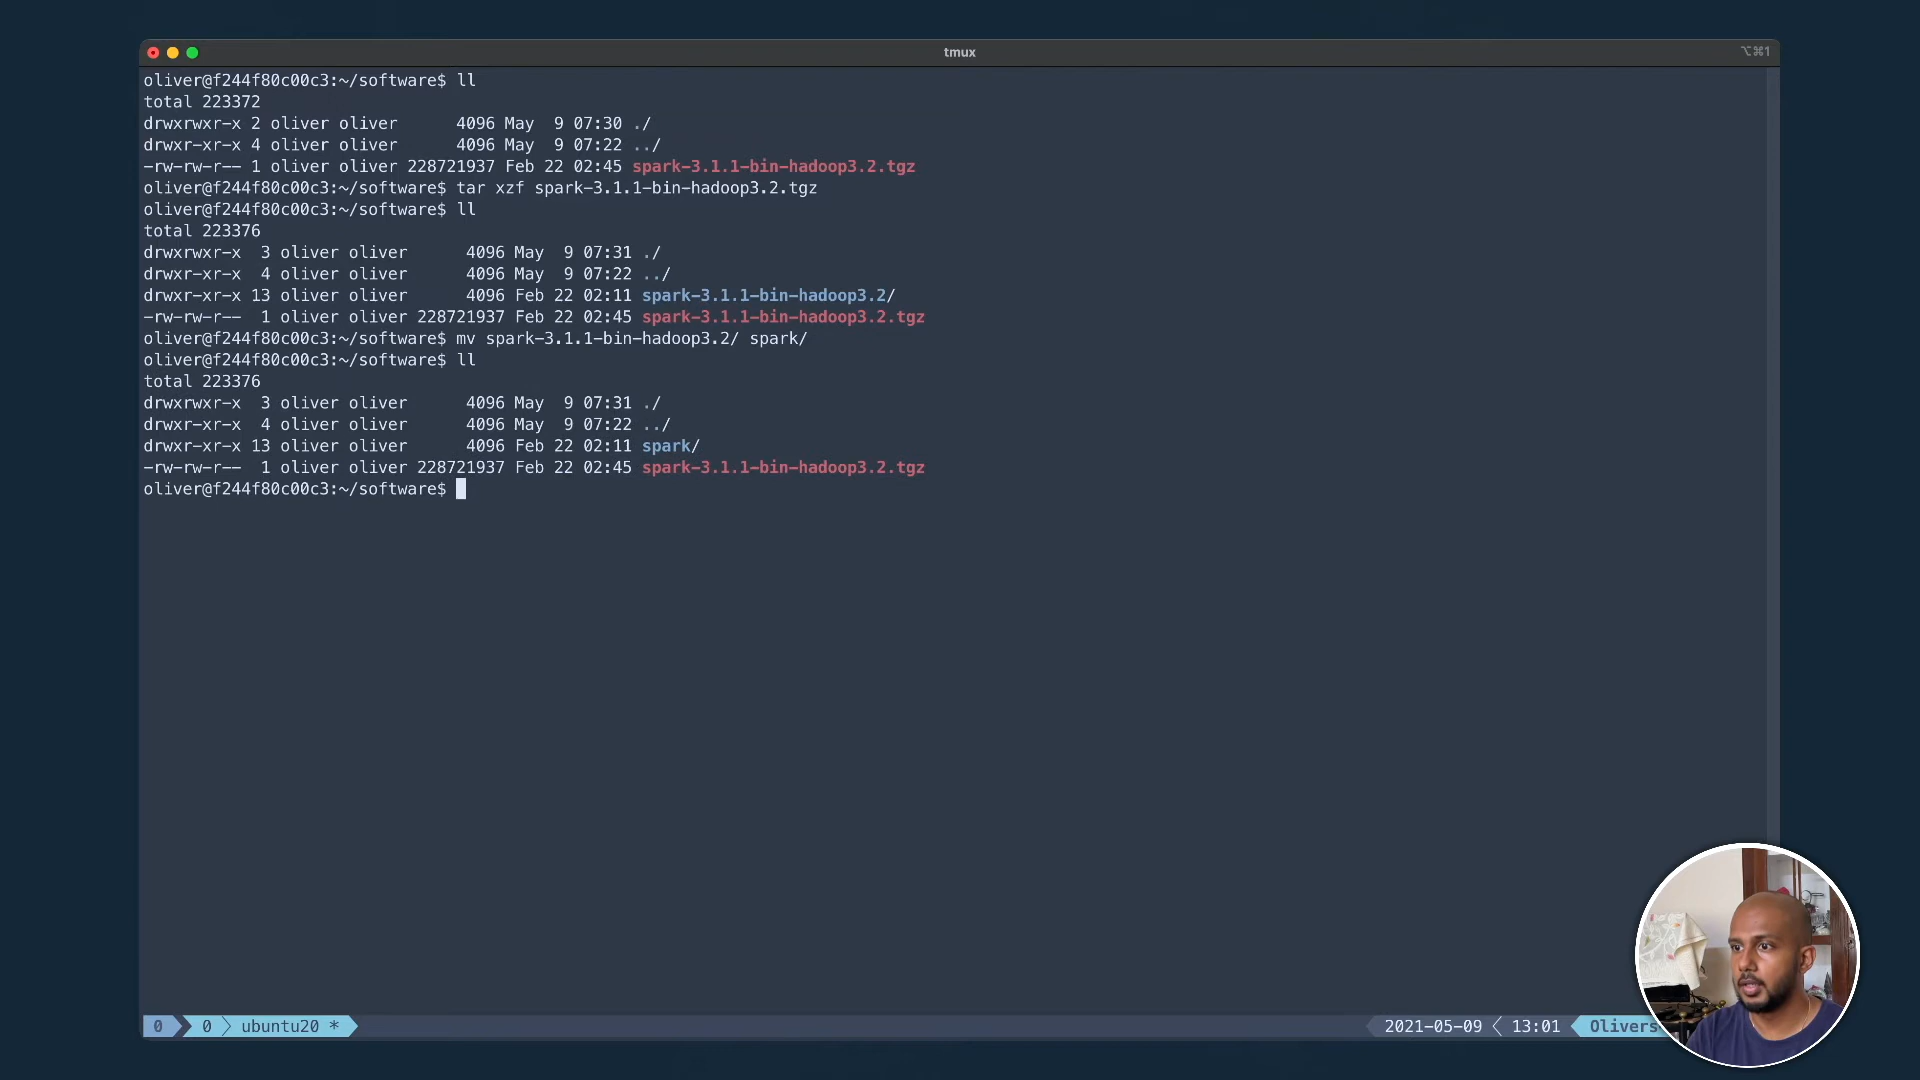 tmux
⌥⌘1
oliver@f244f80c00c3:~/software$ ll
total 223372
drwxrwxr-x 2 oliver oliver      4096 May  9 07:30 ./
drwxr-xr-x 4 oliver oliver      4096 May  9 07:22 ../
-rw-rw-r-- 1 oliver oliver 228721937 Feb 22 02:45 spark-3.1.1-bin-hadoop3.2.tgz
oliver@f244f80c00c3:~/software$ tar xzf spark-3.1.1-bin-hadoop3.2.tgz
oliver@f244f80c00c3:~/software$ ll
total 223376
drwxrwxr-x  3 oliver oliver      4096 May  9 07:31 ./
drwxr-xr-x  4 oliver oliver      4096 May  9 07:22 ../
drwxr-xr-x 13 oliver oliver      4096 Feb 22 02:11 spark-3.1.1-bin-hadoop3.2/
-rw-rw-r--  1 oliver oliver 228721937 Feb 22 02:45 spark-3.1.1-bin-hadoop3.2.tgz
oliver@f244f80c00c3:~/software$ mv spark-3.1.1-bin-hadoop3.2/ spark/
oliver@f244f80c00c3:~/software$ ll
total 223376
drwxrwxr-x  3 oliver oliver      4096 May  9 07:31 ./
drwxr-xr-x  4 oliver oliver      4096 May  9 07:22 ../
drwxr-xr-x 13 oliver oliver      4096 Feb 22 02:11 spark/
-rw-rw-r--  1 oliver oliver 228721937 Feb 22 02:45 spark-3.1.1-bin-hadoop3.2.tgz
oliver@f244f80c00c3:~/software$
0 0 ubuntu20 * 2021-05-09 13:01 Olivers